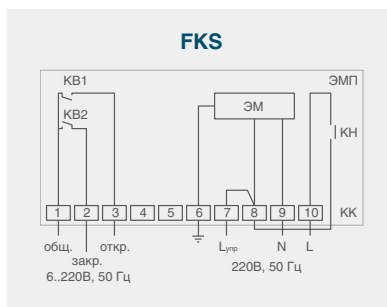 FKS
КВ1
ЭМП
КВ2
ЭМ
КН
1 2 3 4 5 6 7 8 9 10 КК
общ. откр. Lупр N L
закр.
6..220В, 50 Гц 220В, 50 Гц